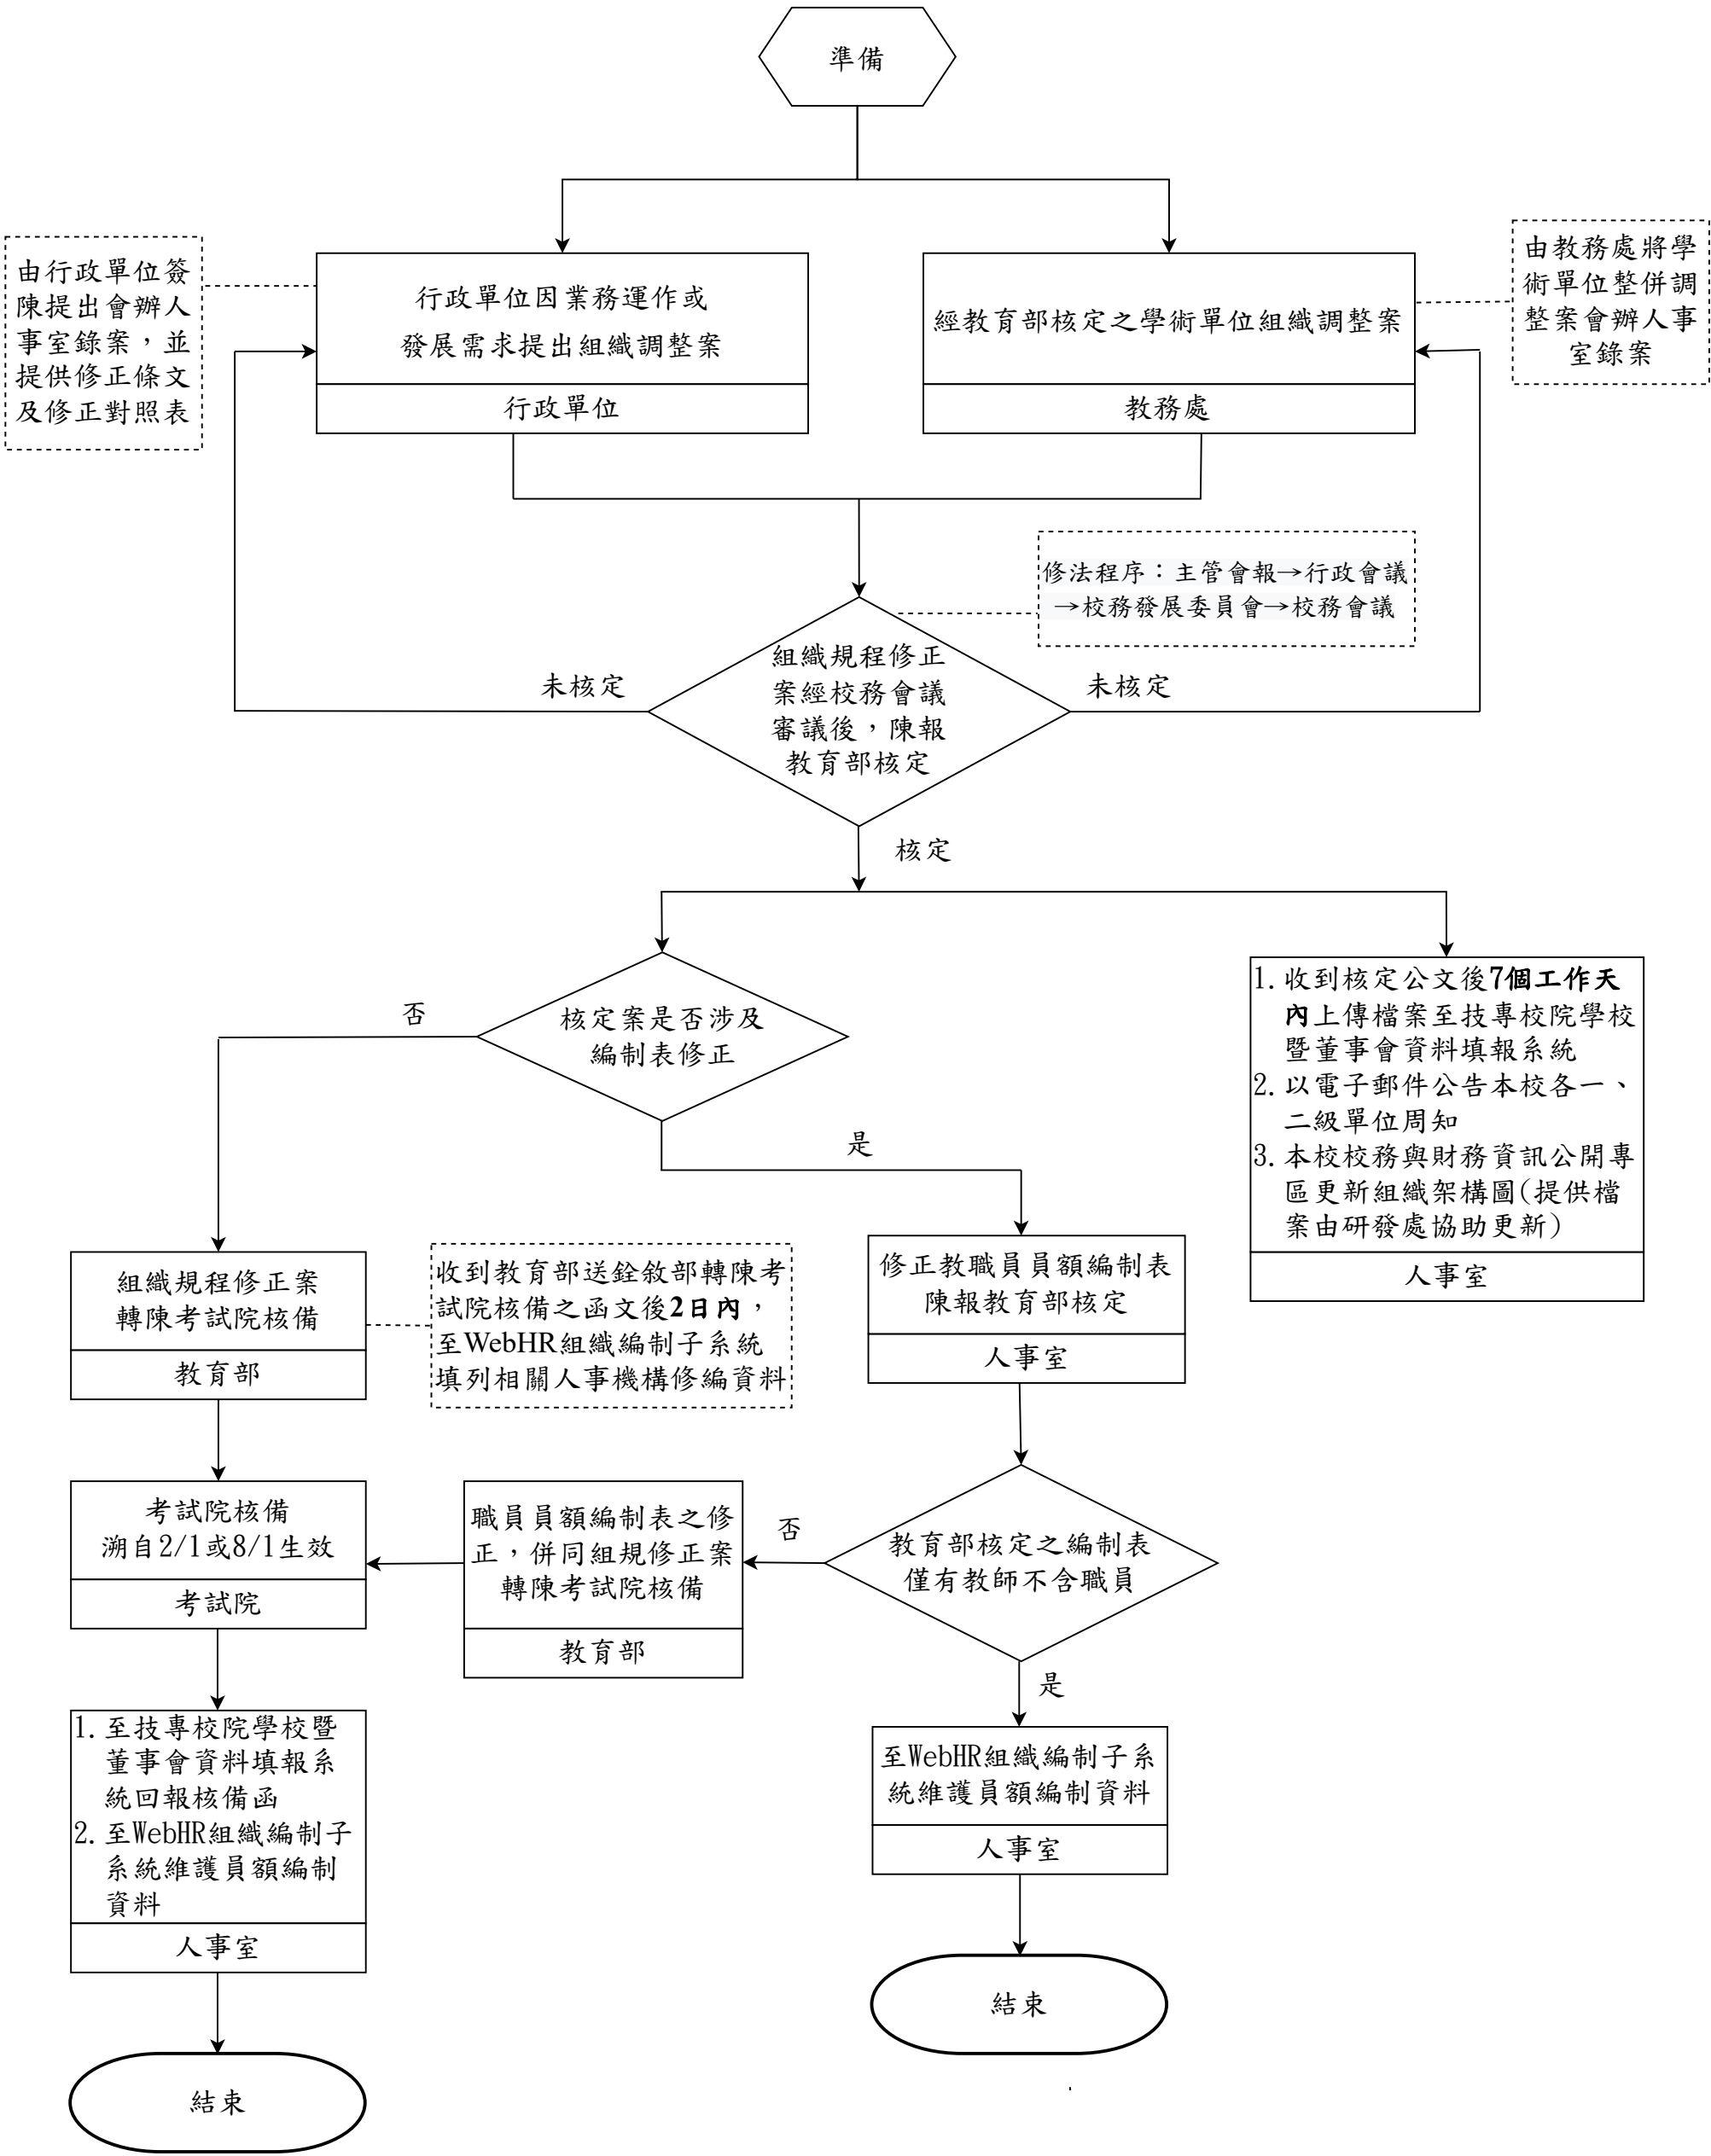 準備
由行政單位簽
陳提出會辦人
事室錄案，並
提供修正條文
及修正對照表
行政單位因業務運作或
發展需求提出組織調整案
行政單位
經教育部核定之學術單位組織調整案
教務處
由教務處將學
術單位整併調
整案會辦人事
室錄案
修法程序：主管會報→行政會議
→校務發展委員會→校務會議
組織規程修正
案經校務會議
審議後，陳報
教育部核定
未核定
未核定
核定
核定案是否涉及
編制表修正
否
是
1. 收到核定公文後7個工作天
內上傳檔案至技專校院學校
暨董事會資料填報系統
2. 以電子郵件公告本校各一、
二級單位周知
3. 本校校務與財務資訊公開專
區更新組織架構圖(提供檔
案由研發處協助更新)
人事室
組織規程修正案
轉陳考試院核備
教育部
收到教育部送銓敘部轉陳考
試院核備之函文後2日內，
至WebHR組織編制子系統
填列相關人事機構修編資料
修正教職員員額編制表
陳報教育部核定
人事室
考試院核備
溯自2/1或8/1生效
考試院
職員員額編制表之修
正，併同組規修正案
轉陳考試院核備
教育部
否
教育部核定之編制表
僅有教師不含職員
是
1. 至技專校院學校暨
董事會資料填報系
統回報核備函
2. 至WebHR組織編制子
系統維護員額編制
資料
人事室
至WebHR組織編制子系
統維護員額編制資料
人事室
結束
結束